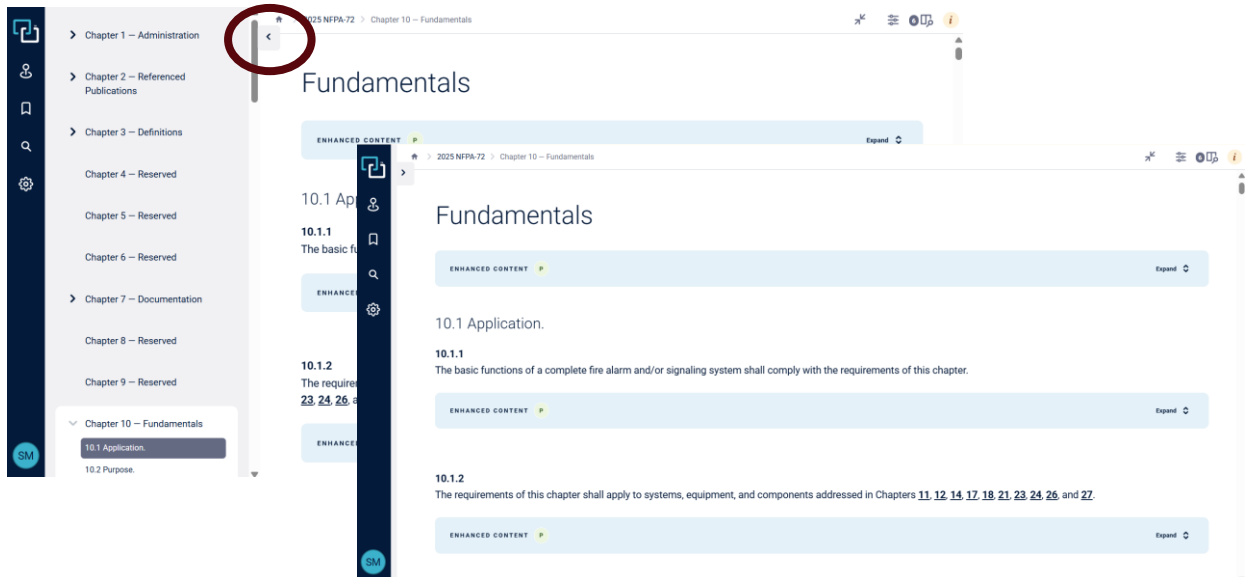 Chapter 1 – Administration
Chapter 2 – Referenced
Publications
Chapter 3 – Definitions
Chapter 4 – Reserved
Chapter 5 – Reserved
Chapter 6 – Reserved
Chapter 7 – Documentation
Chapter 8 – Reserved
Chapter 9 – Reserved
Chapter 10 – Fundamentals
10.1 Application.
10.2 Purpose.
SM
2025 NFPA-72 > Chapter 10 – Fundamentals
i
Fundamentals
ENHANCED CONTENT P
Expand
10.1 Ap
10.1.1
The basic fu
ENHANCE
10.1.2
The require
23, 24, 26, a
ENHANCE
> 2025 NFPA-72 > Chapter 10 – Fundamentals
i
Fundamentals
ENHANCED CONTENT P Expand
10.1 Application.
10.1.1
The basic functions of a complete fire alarm and/or signaling system shall comply with the requirements of this chapter.
ENHANCED CONTENT P Expand
10.1.2
The requirements of this chapter shall apply to systems, equipment, and components addressed in Chapters 11, 12, 14, 17, 18, 21, 23, 24, 26, and 27.
ENHANCED CONTENT P Expand
SM